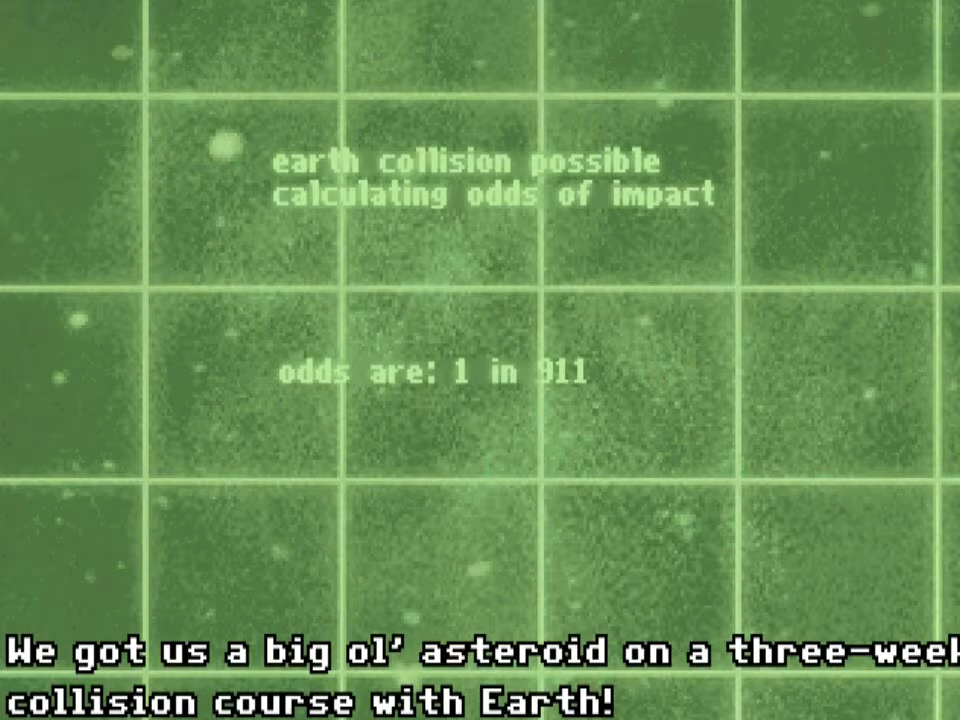 earth collision possible
calculating odds of impact
odds are: 1 in 911
We got us a big ol' asteroid on a three-week
collision course with Earth!